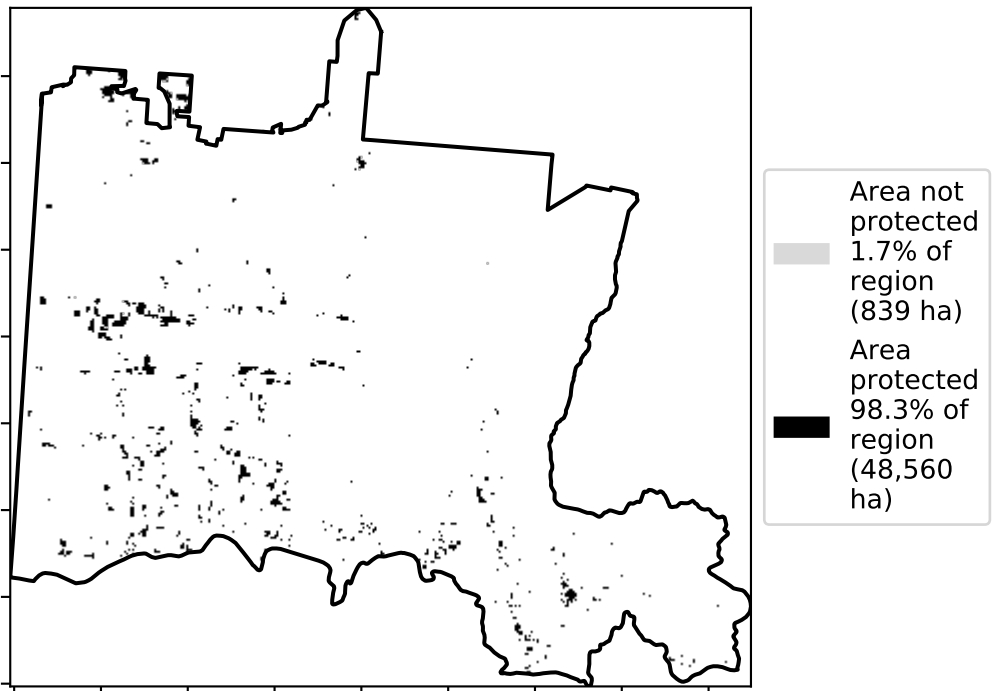 Area not
protected
1.7% of
region
(839 ha)
Area
protected
98.3% of
region
(48,560
ha)